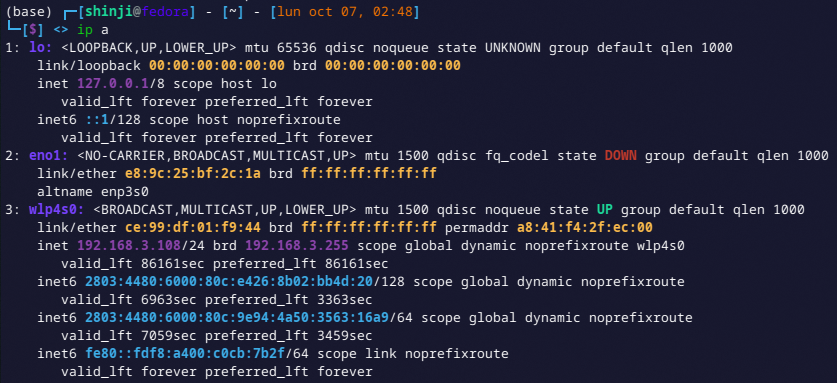 (base) ┌─[shinji@fedora] - [~] - [lun oct 07, 02:48]
└─[$] <> ip a
1: lo: <LOOPBACK,UP,LOWER_UP> mtu 65536 qdisc noqueue state UNKNOWN group default qlen 1000
    link/loopback 00:00:00:00:00:00 brd 00:00:00:00:00:00
    inet 127.0.0.1/8 scope host lo
       valid_lft forever preferred_lft forever
    inet6 ::1/128 scope host noprefixroute
       valid_lft forever preferred_lft forever
2: eno1: <NO-CARRIER,BROADCAST,MULTICAST,UP> mtu 1500 qdisc fq_codel state DOWN group default qlen 1000
    link/ether e8:9c:25:bf:2c:1a brd ff:ff:ff:ff:ff:ff
    altname enp3s0
3: wlp4s0: <BROADCAST,MULTICAST,UP,LOWER_UP> mtu 1500 qdisc noqueue state UP group default qlen 1000
    link/ether ce:99:df:01:f9:44 brd ff:ff:ff:ff:ff:ff permaddr a8:41:f4:2f:ec:00
    inet 192.168.3.108/24 brd 192.168.3.255 scope global dynamic noprefixroute wlp4s0
       valid_lft 86161sec preferred_lft 86161sec
    inet6 2803:4480:6000:80c:e426:8b02:bb4d:20/128 scope global dynamic noprefixroute
       valid_lft 6963sec preferred_lft 3363sec
    inet6 2803:4480:6000:80c:9e94:4a50:3563:16a9/64 scope global dynamic noprefixroute
       valid_lft 7059sec preferred_lft 3459sec
    inet6 fe80::fdf8:a400:c0cb:7b2f/64 scope link noprefixroute
       valid_lft forever preferred_lft forever